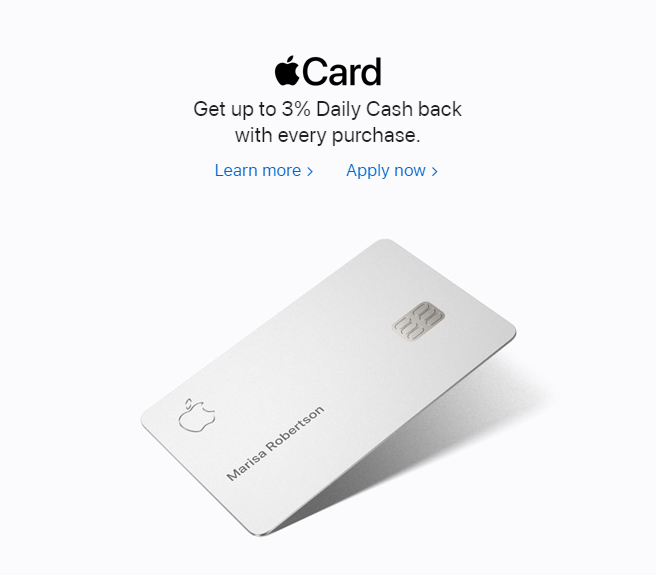 Card
Get up to 3% Daily Cash back
with every purchase.
Learn more >
Apply now >
Marisa Robertson